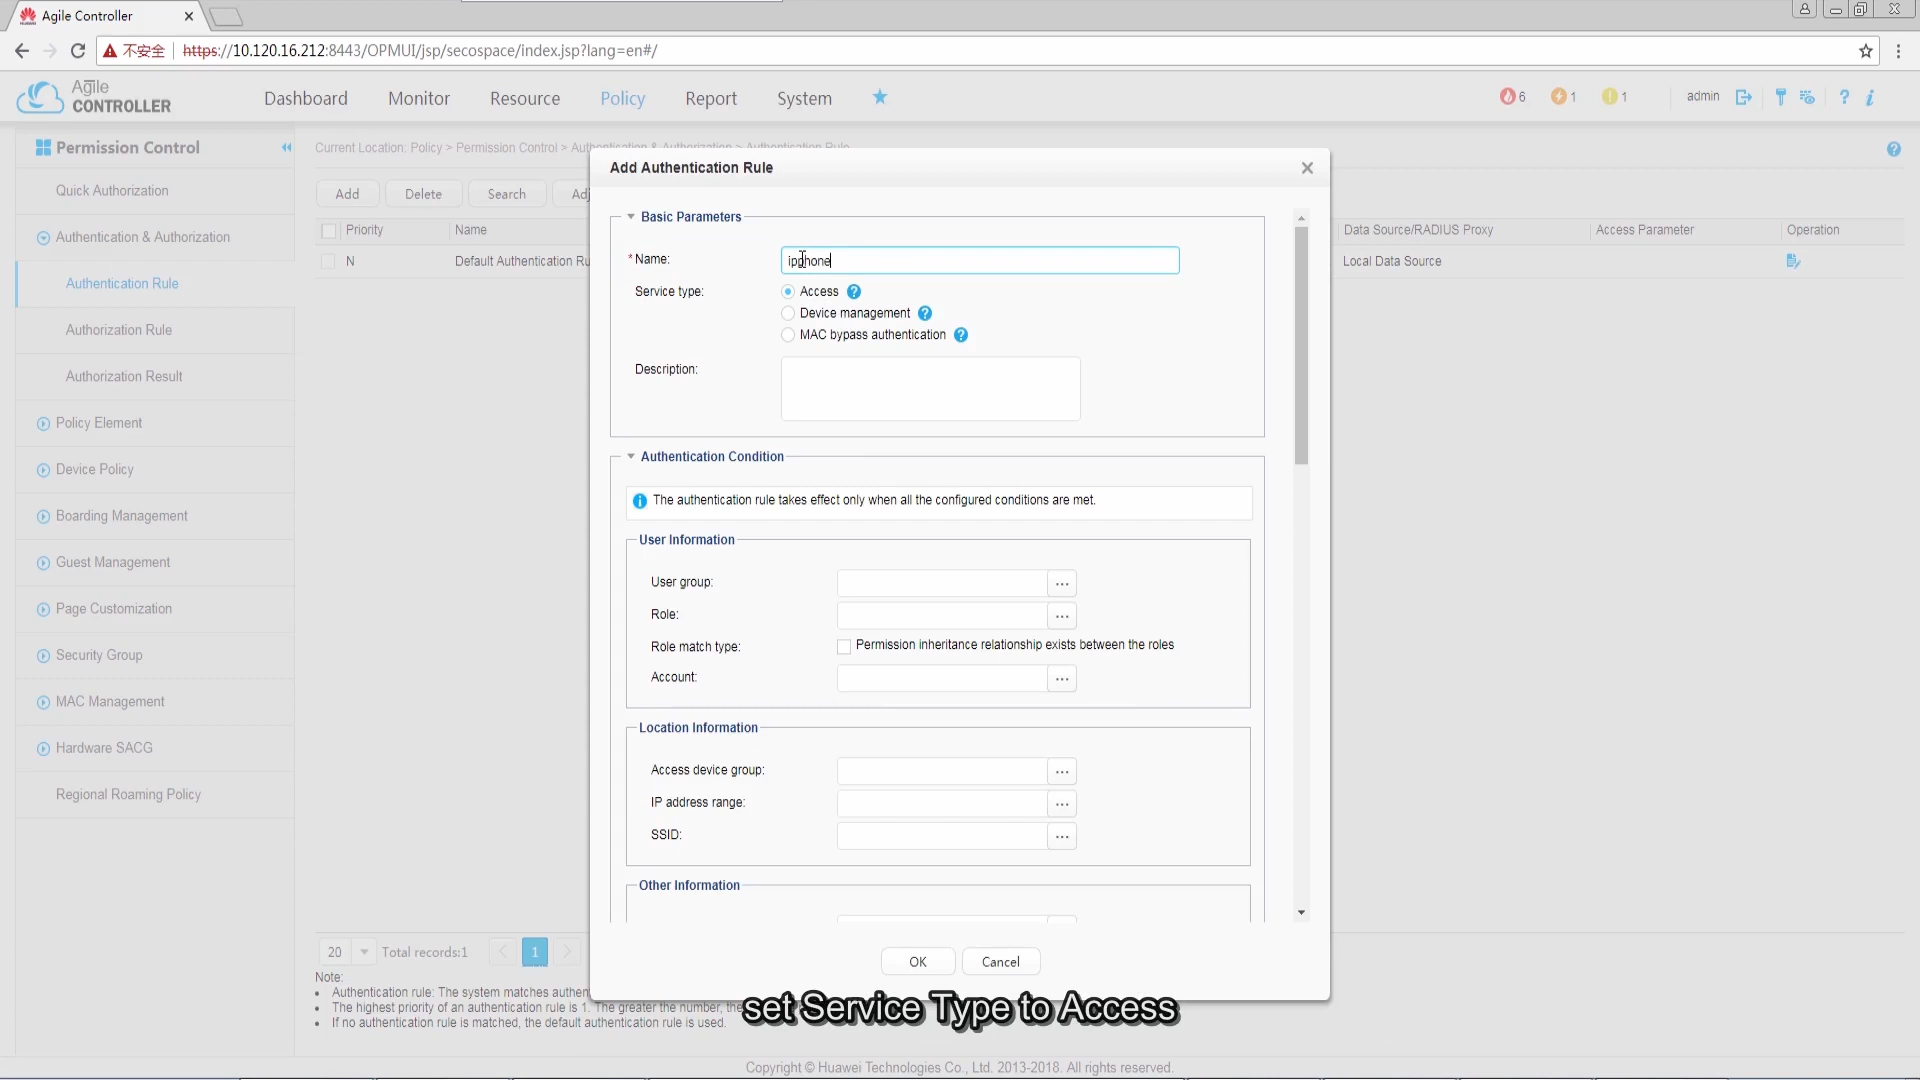 Agile Controller
不安全 https://10.120.16.212:8443/OPMUI/jsp/secospace/index.jsp?lang=en#/
Agile
CONTROLLER
Dashboard Monitor Resource Policy Report System
6 1 1 admin
Permission Control
Quick Authorization
Authentication & Authorization
Authentication Rule
Authorization Rule
Authorization Result
Policy Element
Device Policy
Boarding Management
Guest Management
Page Customization
Security Group
MAC Management
Hardware SACG
Regional Roaming Policy
Current Location: Policy > Permission Control > Authentication & Authorization > Authentication Rule
Add Delete Search
Priority Name Data Source/RADIUS Proxy Access Parameter Operation
N Default Authentication Ru Local Data Source
Add Authentication Rule
Basic Parameters
* Name: ipphone
Service type: Access
Device management
MAC bypass authentication
Description:
Authentication Condition
The authentication rule takes effect only when all the configured conditions are met.
User Information
User group: ...
Role: ...
Role match type: Permission inheritance relationship exists between the roles
Account: ...
Location Information
Access device group: ...
IP address range: ...
SSID: ...
Other Information
OK Cancel
20 Total records:1 1
Note:
Authentication rule: The system matches authen
The highest priority of an authentication rule is 1. The greater the number, the
If no authentication rule is matched, the default authentication rule is used.
set Service Type to Access
Copyright © Huawei Technologies Co., Ltd. 2013-2018. All rights reserved.